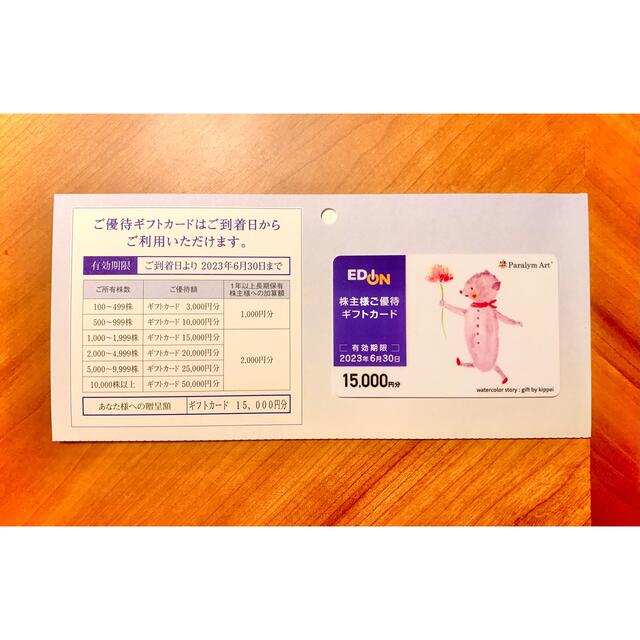 ご優待ギフトカードはご到着日から
ご利用いただけます。
有効期限 ご到着日より 2023年6月30日まで
ご所有株数 ご優待額 1年以上長期保有
株主様への加算額
100～499株 ギフトカード 3,000円分 1,000円分
500～999株 ギフトカード 10,000円分
1,000～1,999株 ギフトカード 15,000円分 2,000円分
2,000～4,999株 ギフトカード 20,000円分
5,000～9,999株 ギフトカード 25,000円分
10,000株以上 ギフトカード 50,000円分
あなた様への贈呈額 ギフトカード 15,000円分
EDION
株主様ご優待
ギフトカード
有効期限
2023年6月30日
15,000円分
Paralym Art
watercolor story : gift by kippei